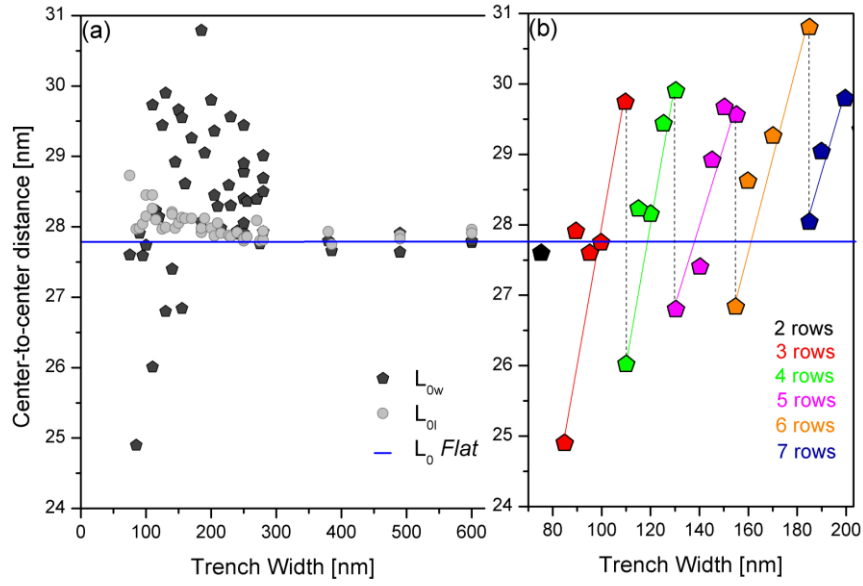 (a)
Center-to-center distance [nm]
31
30
29
28
27
26
25
24
0 100 200 300 400 500 600
Trench Width [nm]
L0w
L0l
L0 Flat
(b)
31
30
29
28
27
26
25
24
80 100 120 140 160 180 200
Trench Width [nm]
2 rows
3 rows
4 rows
5 rows
6 rows
7 rows